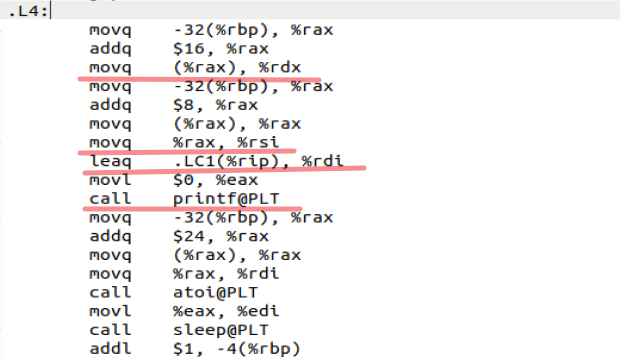 .L4:
movq -32(%rbp), %rax
addq $16, %rax
movq (%rax), %rdx
movq -32(%rbp), %rax
addq $8, %rax
movq (%rax), %rax
movq %rax, %rsi
leaq .LC1(%rip), %rdi
movl $0, %eax
call printf@PLT
movq -32(%rbp), %rax
addq $24, %rax
movq (%rax), %rax
movq %rax, %rdi
call atoi@PLT
movl %eax, %edi
call sleep@PLT
addl $1, -4(%rbp)